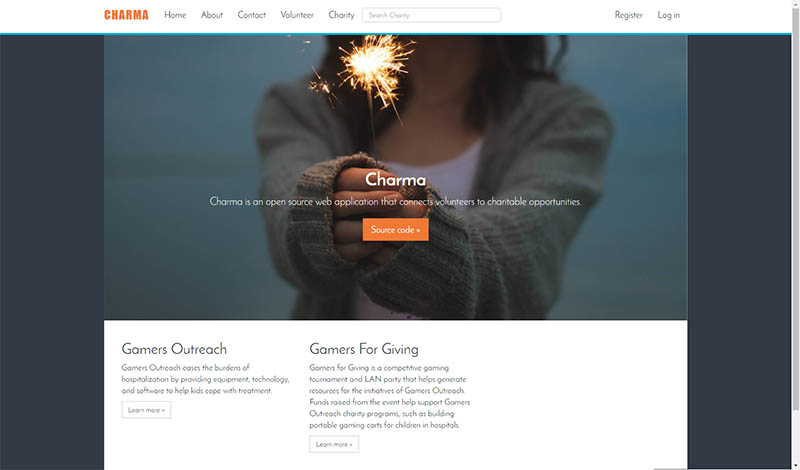 CHARMA Home About Contact Volunteer Charity Search Charity Register Log in
Charma
Charma is an open source web application that connects volunteers to charitable opportunities.
Source code »
Gamers Outreach
Gamers Outreach eases the burdens of
hospitalization by providing equipment, technology,
and software to help kids cope with treatment.
Learn more »
Gamers For Giving
Gamers for Giving is a competitive gaming
tournament and LAN party that helps generate
resources for the initiatives of Gamers Outreach.
Funds raised from the event help support Gamers
Outreach charity programs, such as building
portable gaming carts for children in hospitals.
Learn more »